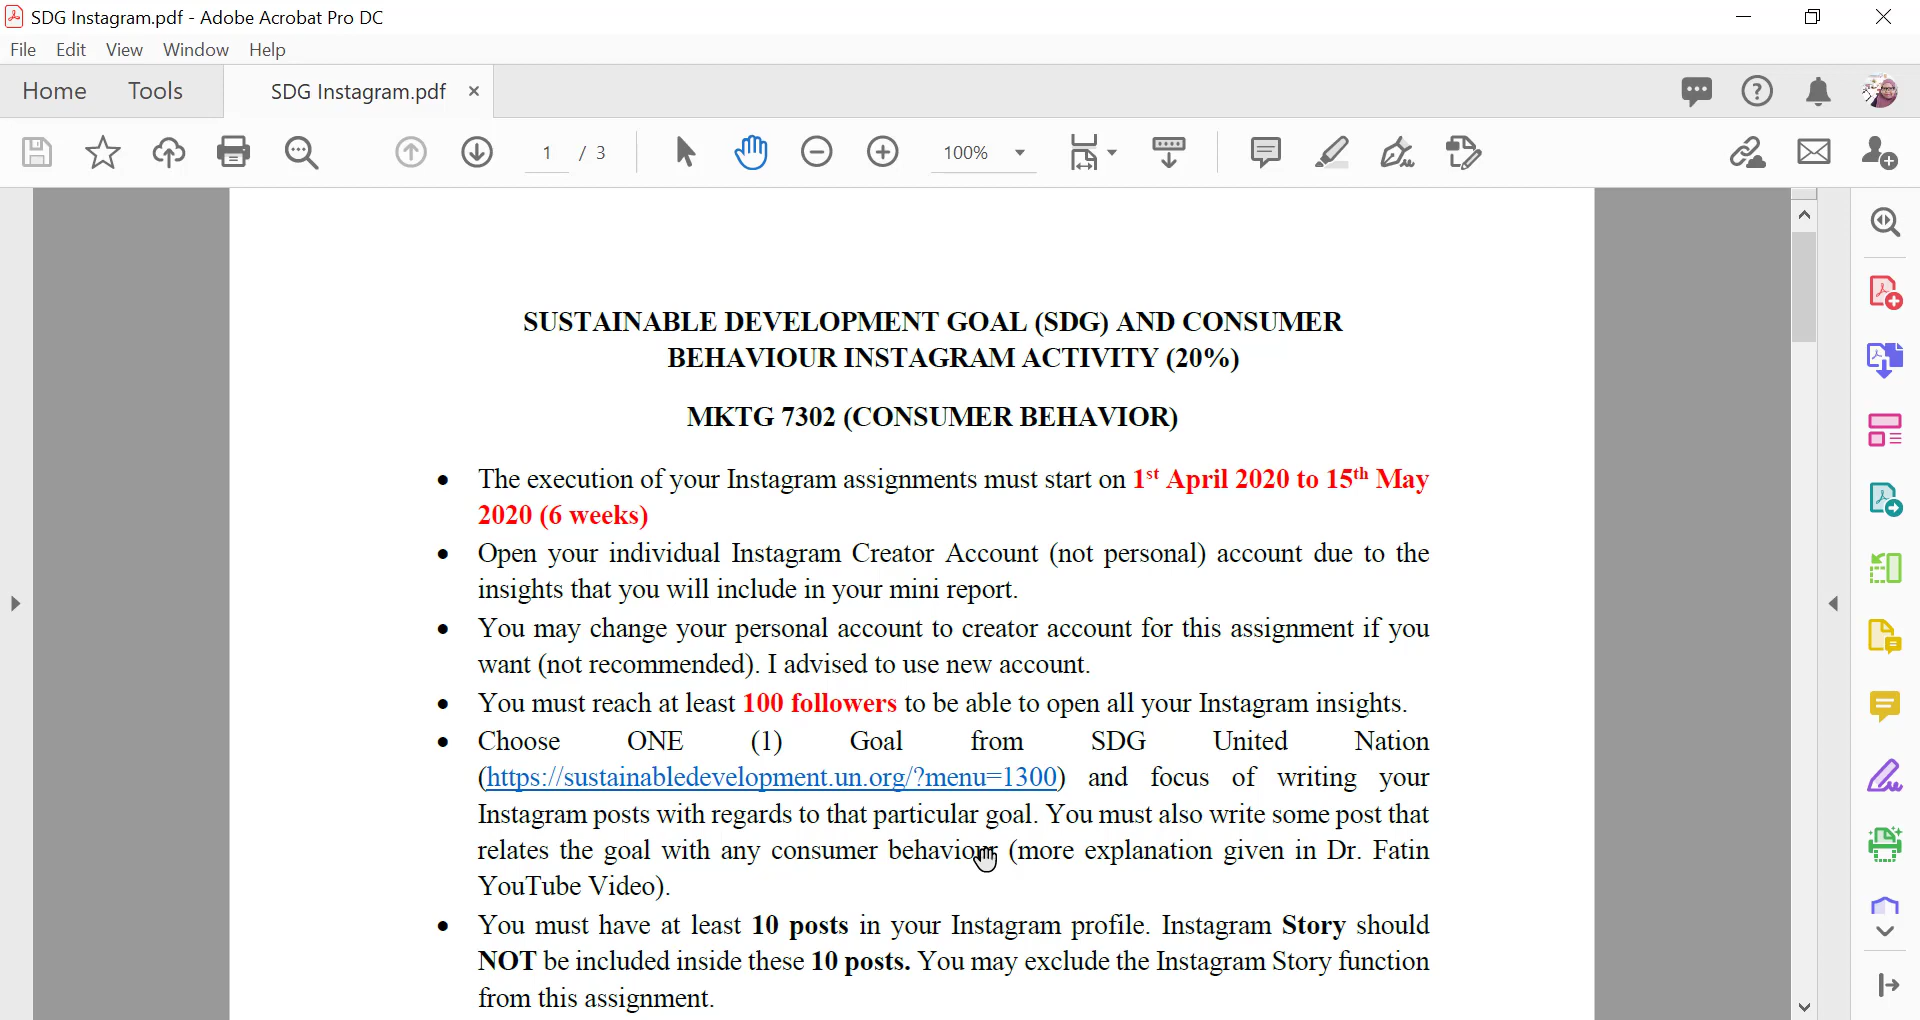 SDG Instagram.pdf - Adobe Acrobat Pro DC
File Edit View Window Help
Home Tools SDG Instagram.pdf ×
1 / 3 100%
SUSTAINABLE DEVELOPMENT GOAL (SDG) AND CONSUMER
BEHAVIOUR INSTAGRAM ACTIVITY (20%)
MKTG 7302 (CONSUMER BEHAVIOR)
• The execution of your Instagram assignments must start on 1st April 2020 to 15th May
2020 (6 weeks)
• Open your individual Instagram Creator Account (not personal) account due to the
insights that you will include in your mini report.
• You may change your personal account to creator account for this assignment if you
want (not recommended). I advised to use new account.
• You must reach at least 100 followers to be able to open all your Instagram insights.
• Choose ONE (1) Goal from SDG United Nation
(https://sustainabledevelopment.un.org/?menu=1300) and focus of writing your
Instagram posts with regards to that particular goal. You must also write some post that
relates the goal with any consumer behaviour (more explanation given in Dr. Fatin
YouTube Video).
• You must have at least 10 posts in your Instagram profile. Instagram Story should
NOT be included inside these 10 posts. You may exclude the Instagram Story function
from this assignment.